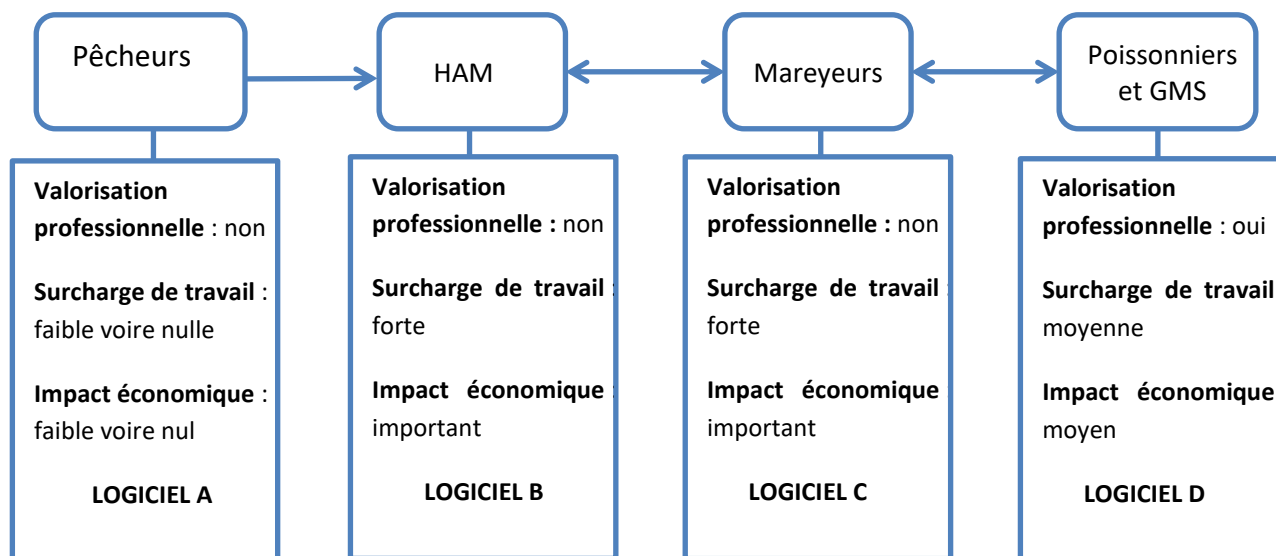 Pêcheurs
HAM
Mareyeurs
Poissonniers
et GMS
Valorisation
professionnelle : non
Surcharge de travail :
faible voire nulle
Impact économique :
faible voire nul
LOGICIEL A
Valorisation
professionnelle : non
Surcharge de travail :
forte
Impact économique :
important
LOGICIEL B
Valorisation
professionnelle : non
Surcharge de travail :
forte
Impact économique :
important
LOGICIEL C
Valorisation
professionnelle : oui
Surcharge de travail
moyenne
Impact économique
moyen
LOGICIEL D